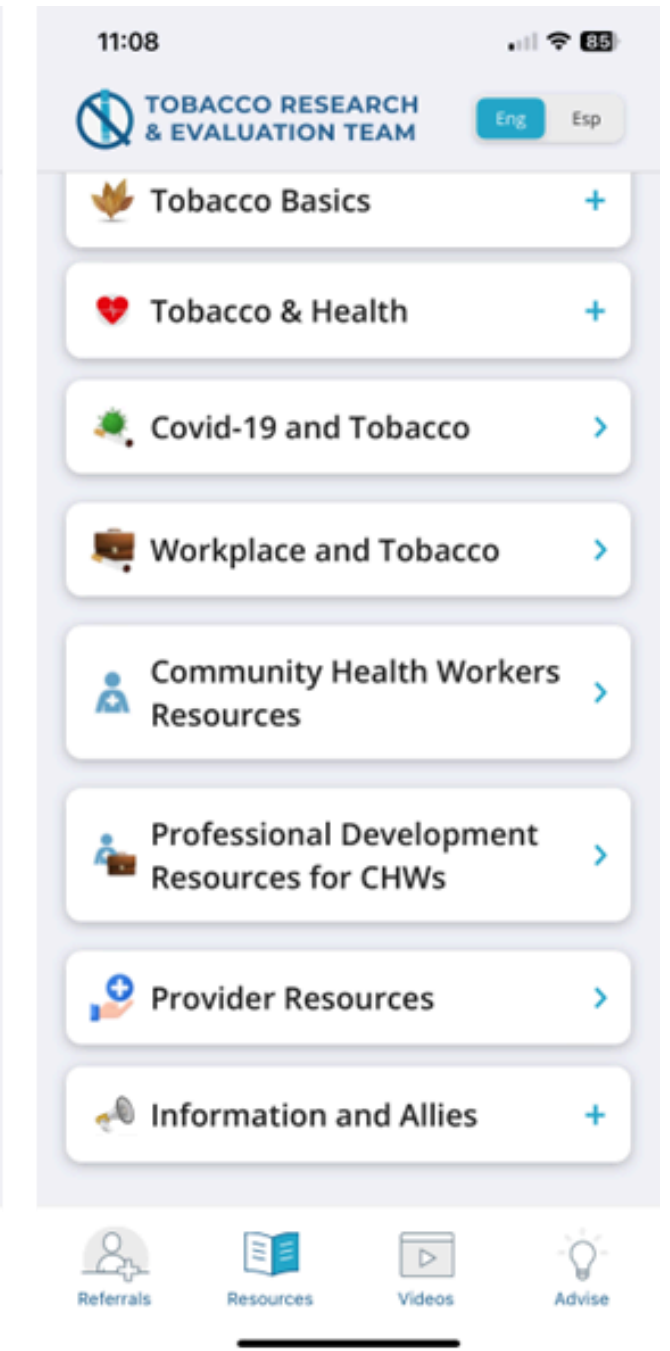 11:08
85
TOBACCO RESEARCH
& EVALUATION TEAM
Eng Esp
Tobacco Basics +
Tobacco & Health +
Covid-19 and Tobacco >
Workplace and Tobacco >
Community Health Workers
Resources >
Professional Development
Resources for CHWs >
Provider Resources >
Information and Allies +
Referrals Resources Videos Advise